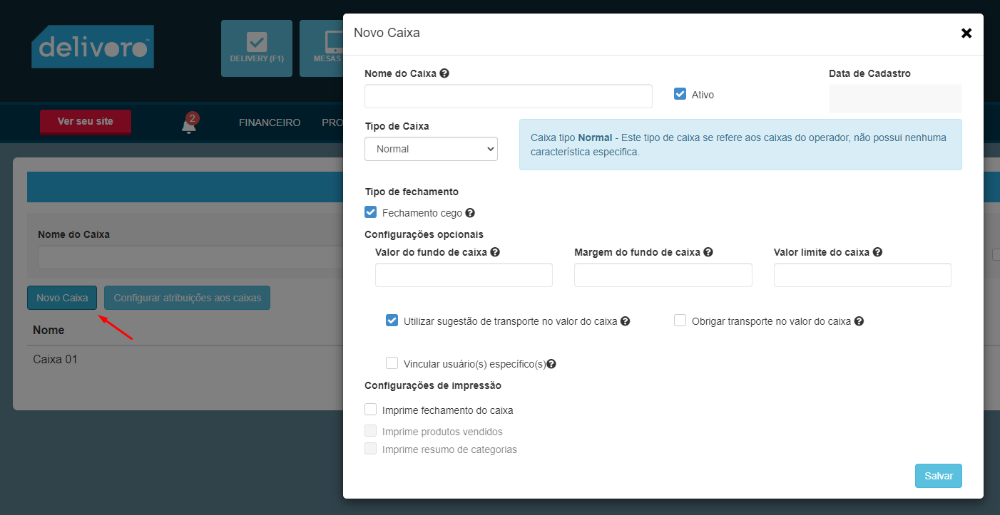 delivoro™
DELIVERY (F1)
MESAS
Ver seu site
2
FINANCEIRO
Nome do Caixa
Novo Caixa
Configurar atribuições aos caixas
Nome
Caixa 01
Novo Caixa
Nome do Caixa
Ativo
Data de Cadastro
Tipo de Caixa
Normal
Caixa tipo Normal - Este tipo de caixa se refere aos caixas do operador, não possui nenhuma
característica especifica.
Tipo de fechamento
Fechamento cego
Configurações opcionais
Valor do fundo de caixa
Margem do fundo de caixa
Valor limite do caixa
Utilizar sugestão de transporte no valor do caixa
Obrigar transporte no valor do caixa
Vincular usuário(s) específico(s)
Configurações de impressão
Imprime fechamento do caixa
Imprime produtos vendidos
Imprime resumo de categorias
Salvar